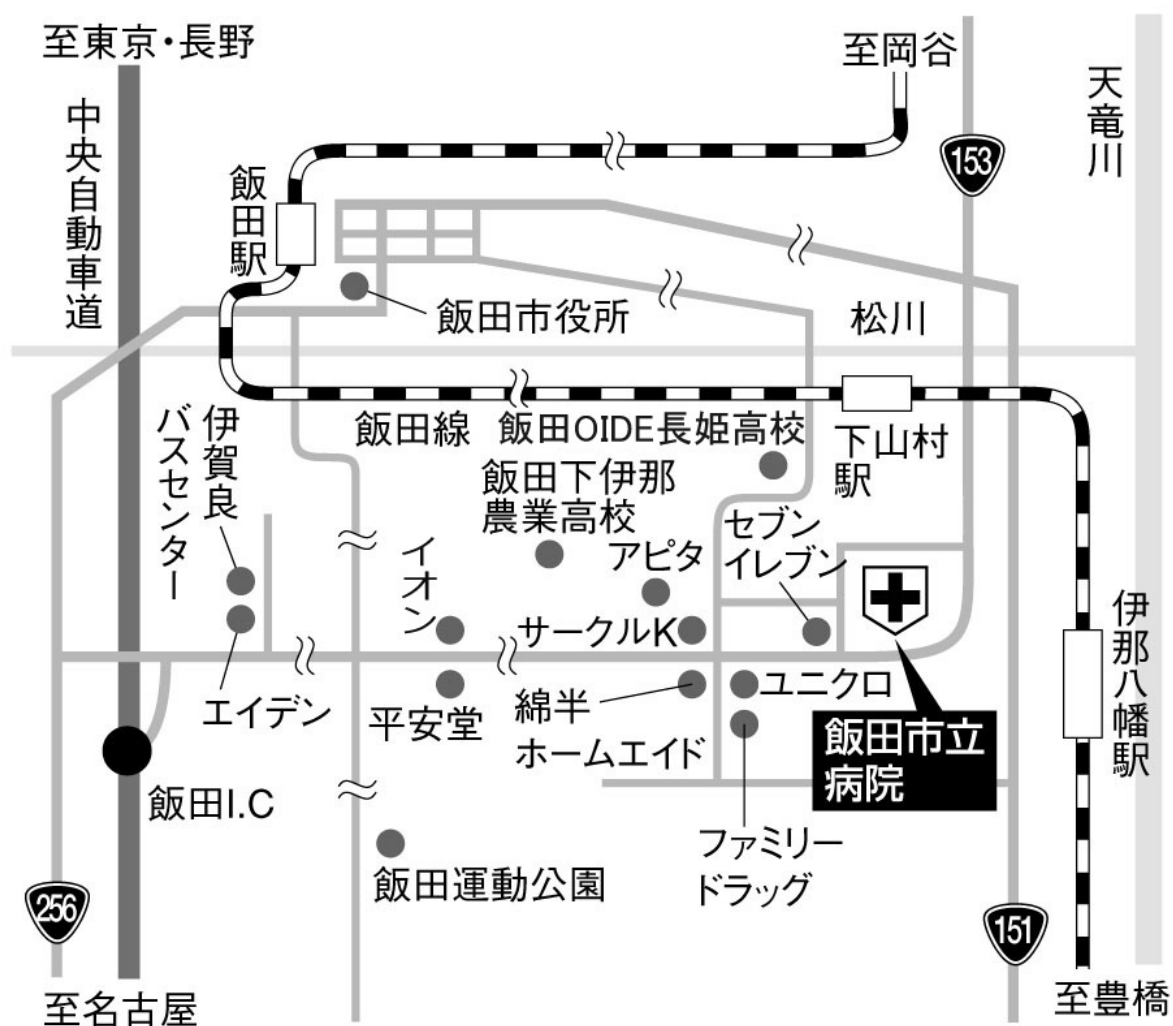 至東京・長野
至岡谷
中央自動車道
天竜川
153
飯田駅
飯田市役所
松川
伊賀良
バスセンター
飯田線
飯田OIDE長姫高校
下山村
駅
飯田下伊那
農業高校
セブン
イレブン
イオン
アピタ
サークルK
伊那八幡駅
エイデン
平安堂
綿半
ホームエイド
ユニクロ
飯田市立
病院
飯田I.C
ファミリー
ドラッグ
飯田運動公園
256
151
至名古屋
至豊橋